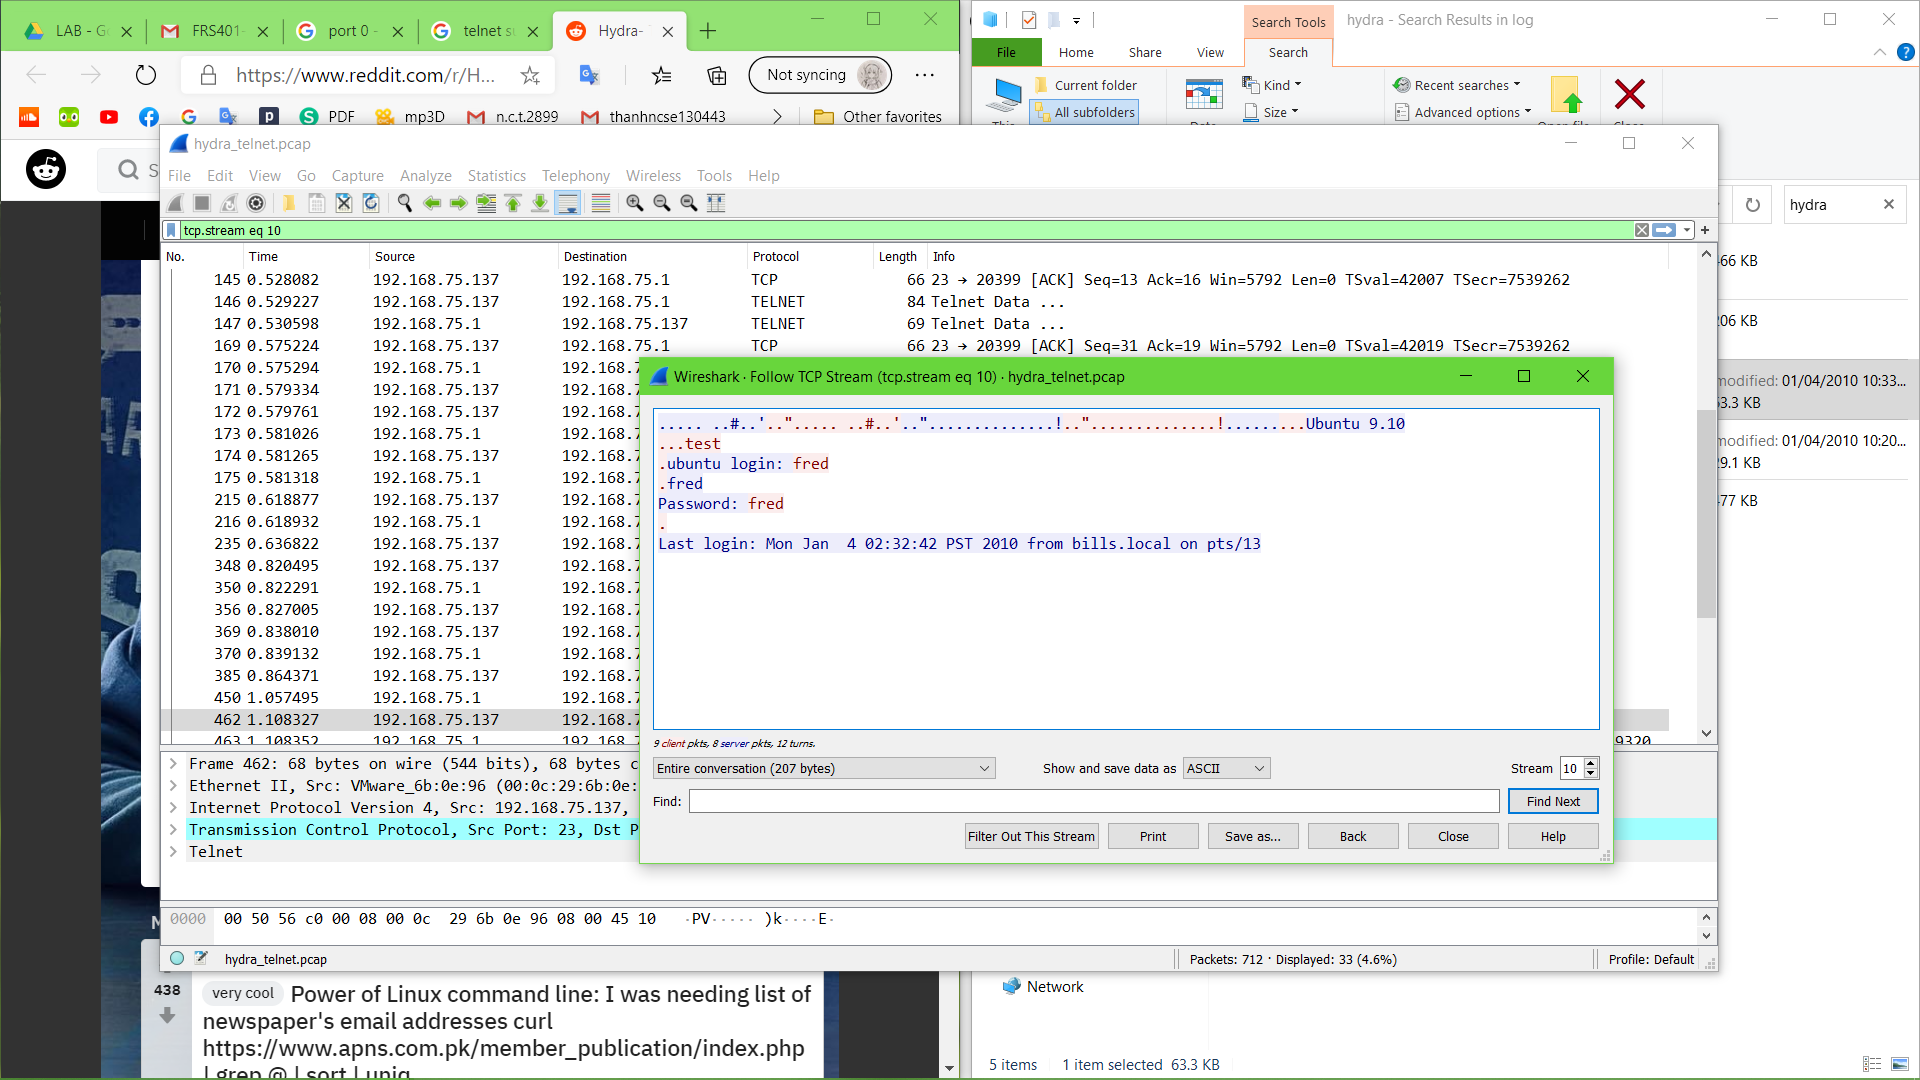 LAB - G
FRS401-
port 0 -
telnet su
Hydra-
https://www.reddit.com/r/H...
Not syncing
PDF
mp3D
n.c.t.2899
thanhncse130443
Other favorites
Search Tools
hydra - Search Results in log
File
Home
Share
View
Search
Current folder
All subfolders
Kind
Size
Recent searches
Advanced options
hydra
66 KB
06 KB
modified: 01/04/2010 10:33...
3.3 KB
modified: 01/04/2010 10:20...
9.1 KB
77 KB
hydra_telnet.pcap
File Edit View Go Capture Analyze Statistics Telephony Wireless Tools Help
tcp.stream eq 10
No. Time Source Destination Protocol Length Info
145 0.528082 192.168.75.137 192.168.75.1 TCP 66 23 → 20399 [ACK] Seq=13 Ack=16 Win=5792 Len=0 TSval=42007 TSecr=7539262
146 0.529227 192.168.75.137 192.168.75.1 TELNET 84 Telnet Data ...
147 0.530598 192.168.75.1 192.168.75.137 TELNET 69 Telnet Data ...
169 0.575224 192.168.75.137 192.168.75.1 TCP 66 23 → 20399 [ACK] Seq=31 Ack=19 Win=5792 Len=0 TSval=42019 TSecr=7539262
170 0.575294 192.168.75.1 192.168.7
171 0.579334 192.168.75.137 192.168.7
172 0.579761 192.168.75.137 192.168.7
173 0.581026 192.168.75.1 192.168.7
174 0.581265 192.168.75.137 192.168.7
175 0.581318 192.168.75.1 192.168.7
215 0.618877 192.168.75.137 192.168.7
216 0.618932 192.168.75.1 192.168.7
235 0.636822 192.168.75.137 192.168.7
348 0.820495 192.168.75.137 192.168.7
350 0.822291 192.168.75.1 192.168.7
356 0.827005 192.168.75.137 192.168.7
369 0.838010 192.168.75.137 192.168.7
370 0.839132 192.168.75.1 192.168.7
385 0.864371 192.168.75.137 192.168.7
450 1.057495 192.168.75.1 192.168.7
462 1.108327 192.168.75.137 192.168.7
463 1.108352 192.168.75.1 192.168.7 9320
Wireshark · Follow TCP Stream (tcp.stream eq 10) · hydra_telnet.pcap
..... ..#..'.."..... ..#..'.."..............!.."..............!.........Ubuntu 9.10
...test
.ubuntu login: fred
.fred
Password: fred
.
Last login: Mon Jan  4 02:32:42 PST 2010 from bills.local on pts/13
9 client pkts, 8 server pkts, 12 turns.
Entire conversation (207 bytes)
Show and save data as ASCII
Stream 10
Find:
Find Next
Filter Out This Stream
Print
Save as...
Back
Close
Help
Frame 462: 68 bytes on wire (544 bits), 68 bytes c
Ethernet II, Src: VMware_6b:0e:96 (00:0c:29:6b:0e:
Internet Protocol Version 4, Src: 192.168.75.137,
Transmission Control Protocol, Src Port: 23, Dst P
Telnet
0000 00 50 56 c0 00 08 00 0c 29 6b 0e 96 08 00 45 10 ·PV····· )k····E·
hydra_telnet.pcap
Packets: 712 · Displayed: 33 (4.6%)
Profile: Default
438
very cool Power of Linux command line: I was needing list of
newspaper's email addresses curl
https://www.apns.com.pk/member_publication/index.php
| grep @ | sort | uniq
Network
5 items
1 item selected 63.3 KB